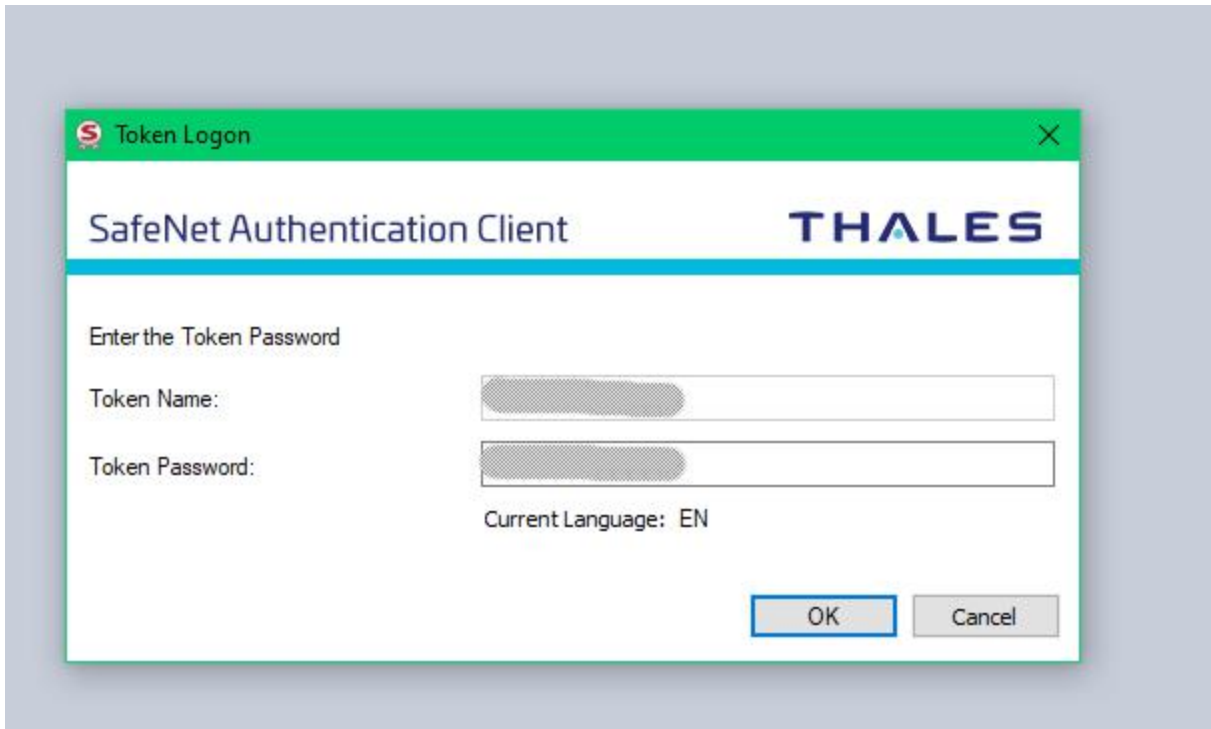 Token Logon
SafeNet Authentication Client THALES
Enter the Token Password
Token Name:
Token Password:
Current Language: EN
OK Cancel